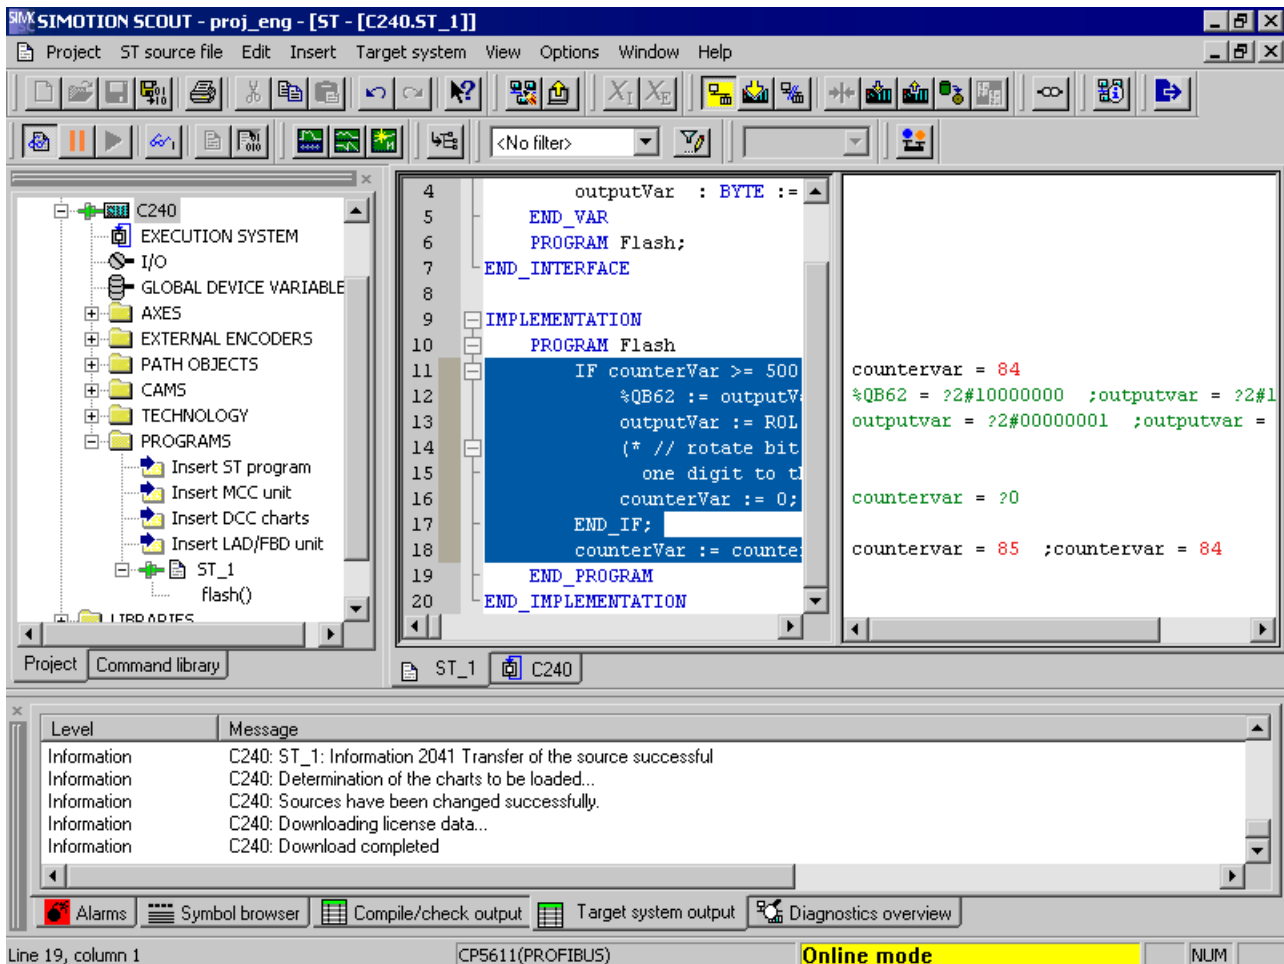 SIMOTION SCOUT - proj_eng - [ST - [C240.ST_1]]
Project ST source file Edit Insert Target system View Options Window Help
<No filter>
C240
EXECUTION SYSTEM
I/O
GLOBAL DEVICE VARIABLE
AXES
EXTERNAL ENCODERS
PATH OBJECTS
CAMS
TECHNOLOGY
PROGRAMS
Insert ST program
Insert MCC unit
Insert DCC charts
Insert LAD/FBD unit
ST_1
flash()
LIBRARIES
Project Command library
4 outputVar : BYTE :=
5 END_VAR
6 PROGRAM Flash;
7 END_INTERFACE
8
9 IMPLEMENTATION
10 PROGRAM Flash
11 IF counterVar >= 500
12 %QB62 := outputVa
13 outputVar := ROL
14 (* // rotate bit
15 one digit to th
16 counterVar := 0;
17 END_IF;
18 counterVar := counter
19 END_PROGRAM
20 END_IMPLEMENTATION
countervar = 84
%QB62 = ?2#10000000 ;outputvar = ?2#1
outputvar = ?2#00000001 ;outputvar =
countervar = ?0
countervar = 85 ;countervar = 84
ST_1 C240
Level Message
Information C240: ST_1: Information 2041 Transfer of the source successful
Information C240: Determination of the charts to be loaded...
Information C240: Sources have been changed successfully.
Information C240: Downloading license data...
Information C240: Download completed
Alarms Symbol browser Compile/check output Target system output Diagnostics overview
Line 19, column 1 CP5611(PROFIBUS) Online mode NUM